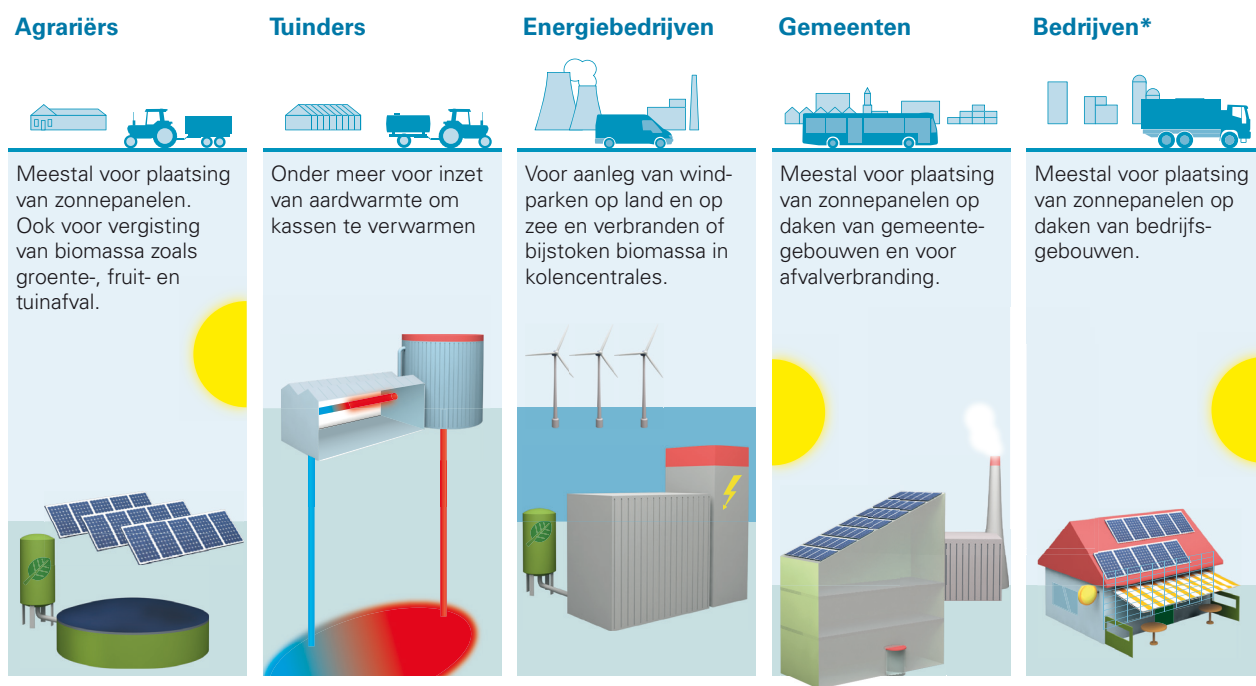 Agrariërs
Meestal voor plaatsing
van zonnepanelen.
Ook voor vergisting
van biomassa zoals
groente-, fruit- en
tuinafval.
Tuinders
Onder meer voor inzet
van aardwarmte om
kassen te verwarmen
Energiebedrijven
Voor aanleg van wind-
parken op land en op
zee en verbranden of
bijstoken biomassa in
kolencentrales.
Gemeenten
Meestal voor plaatsing
van zonnepanelen op
daken van gemeente-
gebouwen en voor
afvalverbranding.
Bedrijven*
Meestal voor plaatsing
van zonnepanelen op
daken van bedrijfs-
gebouwen.